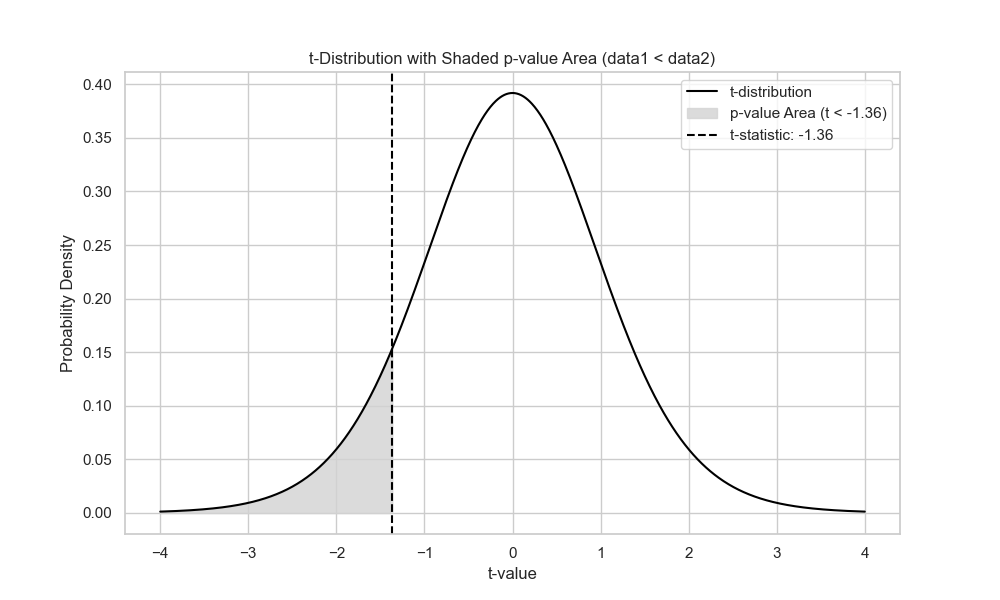 t-Distribution with Shaded p-value Area (data1 < data2)
t-distribution
p-value Area (t < -1.36)
t-statistic: -1.36
Probability Density
0.40
0.35
0.30
0.25
0.20
0.15
0.10
0.05
0.00
−4 −3 −2 −1 0 1 2 3 4
t-value